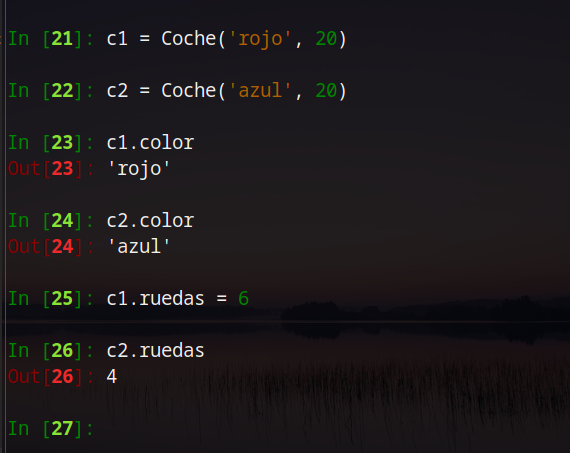 In [21]: c1 = Coche('rojo', 20)
In [22]: c2 = Coche('azul', 20)
In [23]: c1.color
Out[23]: 'rojo'
In [24]: c2.color
Out[24]: 'azul'
In [25]: c1.ruedas = 6
In [26]: c2.ruedas
Out[26]: 4
In [27]: